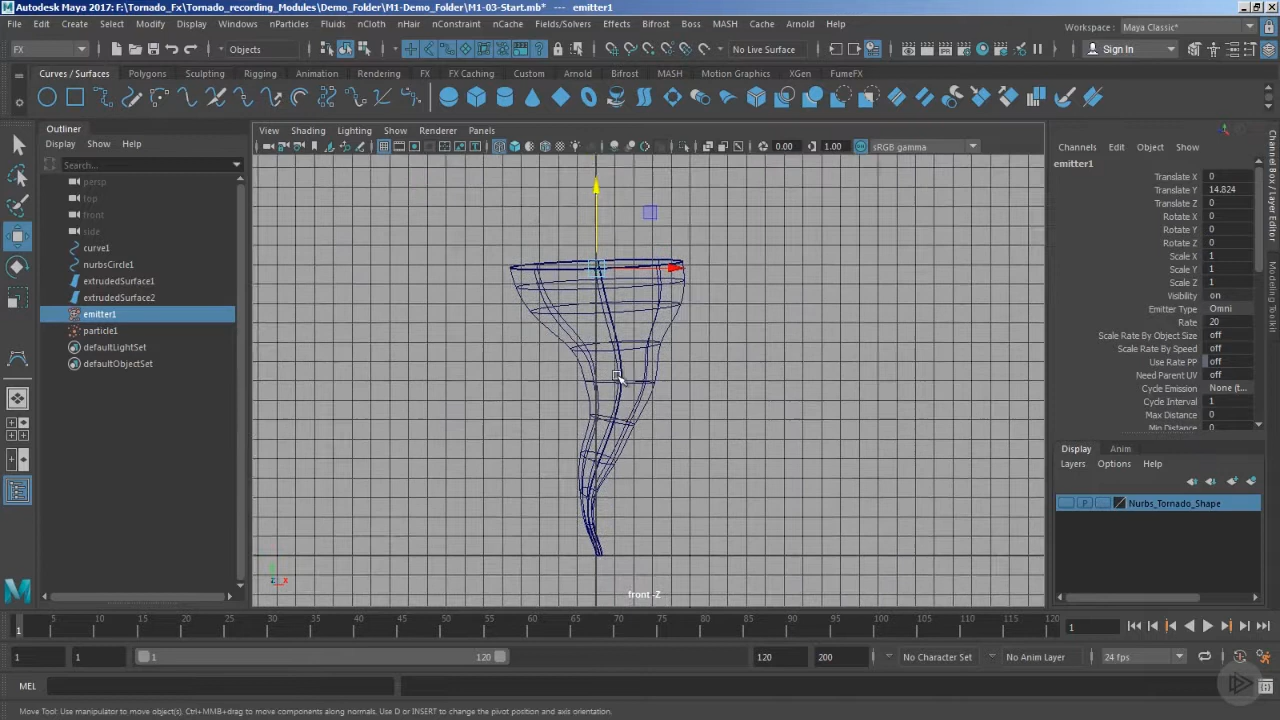 Autodesk Maya 2017: F:\Tornado_Fx\Tornado_recording_Modules\Demo_Folder\M1-Demo_Folder\M1-03-Start.mb* --- emitter1
File Edit Create Select Modify Display Windows nParticles Fluids nCloth nHair nConstraint nCache Fields/Solvers Effects Bifrost Boss MASH Cache Arnold Help Workspace : Maya Classic*
FX Objects No Live Surface Sign In
Curves / Surfaces Polygons Sculpting Rigging Animation Rendering FX FX Caching Custom Arnold Bifrost MASH Motion Graphics XGen FumeFX
Outliner
Display Show Help
Search...
persp
top
front
side
curve1
nurbsCircle1
extrudedSurface1
extrudedSurface2
emitter1
particle1
defaultLightSet
defaultObjectSet
View Shading Lighting Show Renderer Panels
0.00 1.00 sRGB gamma
front -Z
Channels Edit Object Show
emitter1
Translate X 0
Translate Y 14.824
Translate Z 0
Rotate X 0
Rotate Y 0
Rotate Z 0
Scale X 1
Scale Y 1
Scale Z 1
Visibility on
Emitter Type Omni
Rate 20
Scale Rate By Object Size off
Scale Rate By Speed off
Use Rate PP off
Need Parent UV off
Cycle Emission None (t...
Cycle Interval 1
Max Distance 0
Min Distance 0
Display Anim
Layers Options Help
P Nurbs_Tornado_Shape
Channel Box / Layer Editor
Modeling Toolkit
1 5 10 15 20 25 30 35 40 45 50 55 60 65 70 75 80 85 90 95 100 105 110 115 120 1
1 1 1 120 120 200 No Character Set No Anim Layer 24 fps
MEL
Move Tool: Use manipulator to move object(s). Ctrl+MMB+drag to move components along normals. Use D or INSERT to change the pivot position and axis orientation.